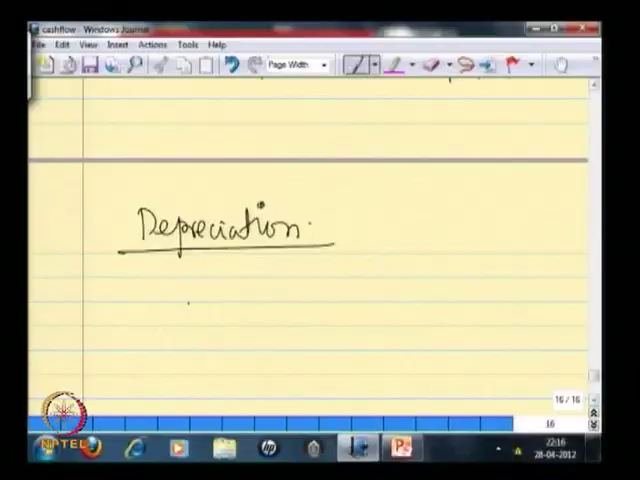 cashflow - Windows Journal
File Edit View Insert Actions Tools Help
Page Width
Depreciation
16 / 16
16
NPTEL
hp
22:16
28-04-2012